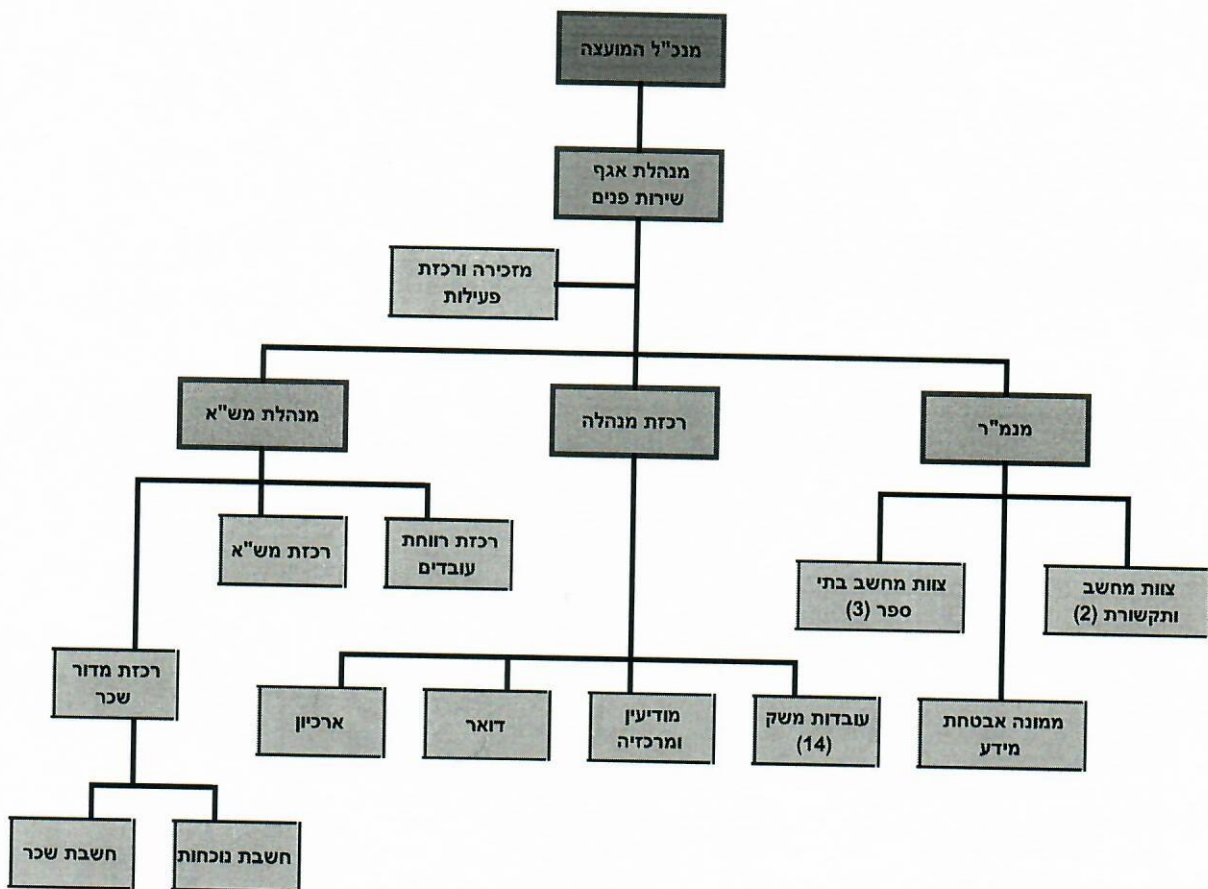 מנכ"ל המועצה
מנהלת אגף
שירות פנים
מזכירה ורכזת
פעילות
מנמ"ר
רכזת מנהלה
מנהלת מש"א
צוות מחשב
ותקשורת (2)
צוות מחשב בתי
ספר (3)
ממונה אבטחת
מידע
עובדות משק
(14)
מודיעין
ומרכזיה
דואר
ארכיון
רכזת רווחת
עובדים
רכזת מש"א
רכזת מדור
שכר
חשבת נוכחות
חשבת שכר